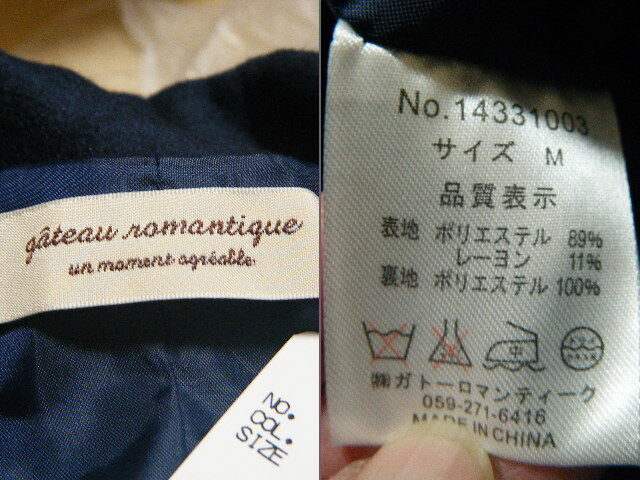 gâteau romantique
un moment agréable
NO.
COL.
SIZE
No.14331003
サイズ M
品質表示
表地 ポリエステル 89%
レーヨン 11%
裏地 ポリエステル 100%
中
㈱ガトーロマンティーク
059-271-6416
MADE IN CHINA